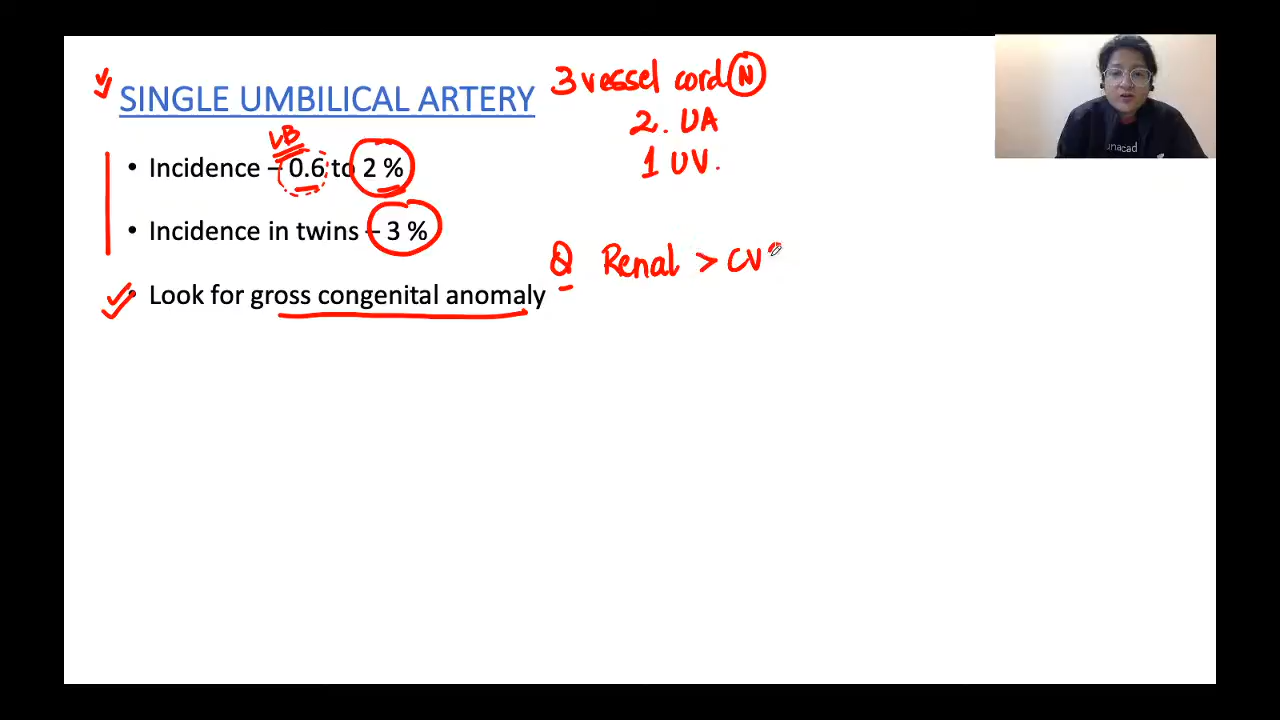 SINGLE UMBILICAL ARTERY
3 vessel cord N
2. UA
1 UV.
LB
• Incidence – 0.6 to 2 %
• Incidence in twins – 3 %
Q Renal > CV
• Look for gross congenital anomaly
unacad